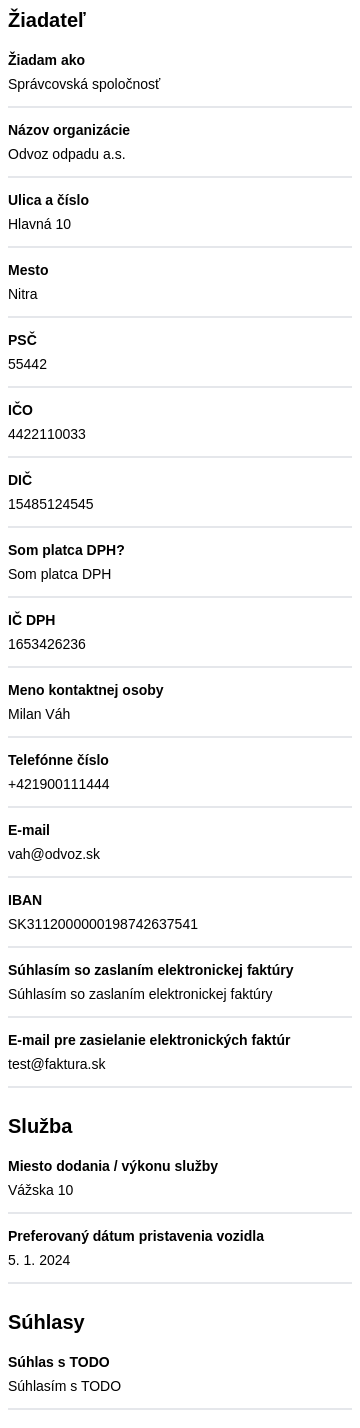 Žiadateľ
Žiadam ako
Správcovská spoločnosť
Názov organizácie
Odvoz odpadu a.s.
Ulica a číslo
Hlavná 10
Mesto
Nitra
PSČ
55442
IČO
4422110033
DIČ
15485124545
Som platca DPH?
Som platca DPH
IČ DPH
1653426236
Meno kontaktnej osoby
Milan Váh
Telefónne číslo
+421900111444
E-mail
vah@odvoz.sk
IBAN
SK3112000000198742637541
Súhlasím so zaslaním elektronickej faktúry
Súhlasím so zaslaním elektronickej faktúry
E-mail pre zasielanie elektronických faktúr
test@faktura.sk
Služba
Miesto dodania / výkonu služby
Vážska 10
Preferovaný dátum pristavenia vozidla
5. 1. 2024
Súhlasy
Súhlas s TODO
Súhlasím s TODO